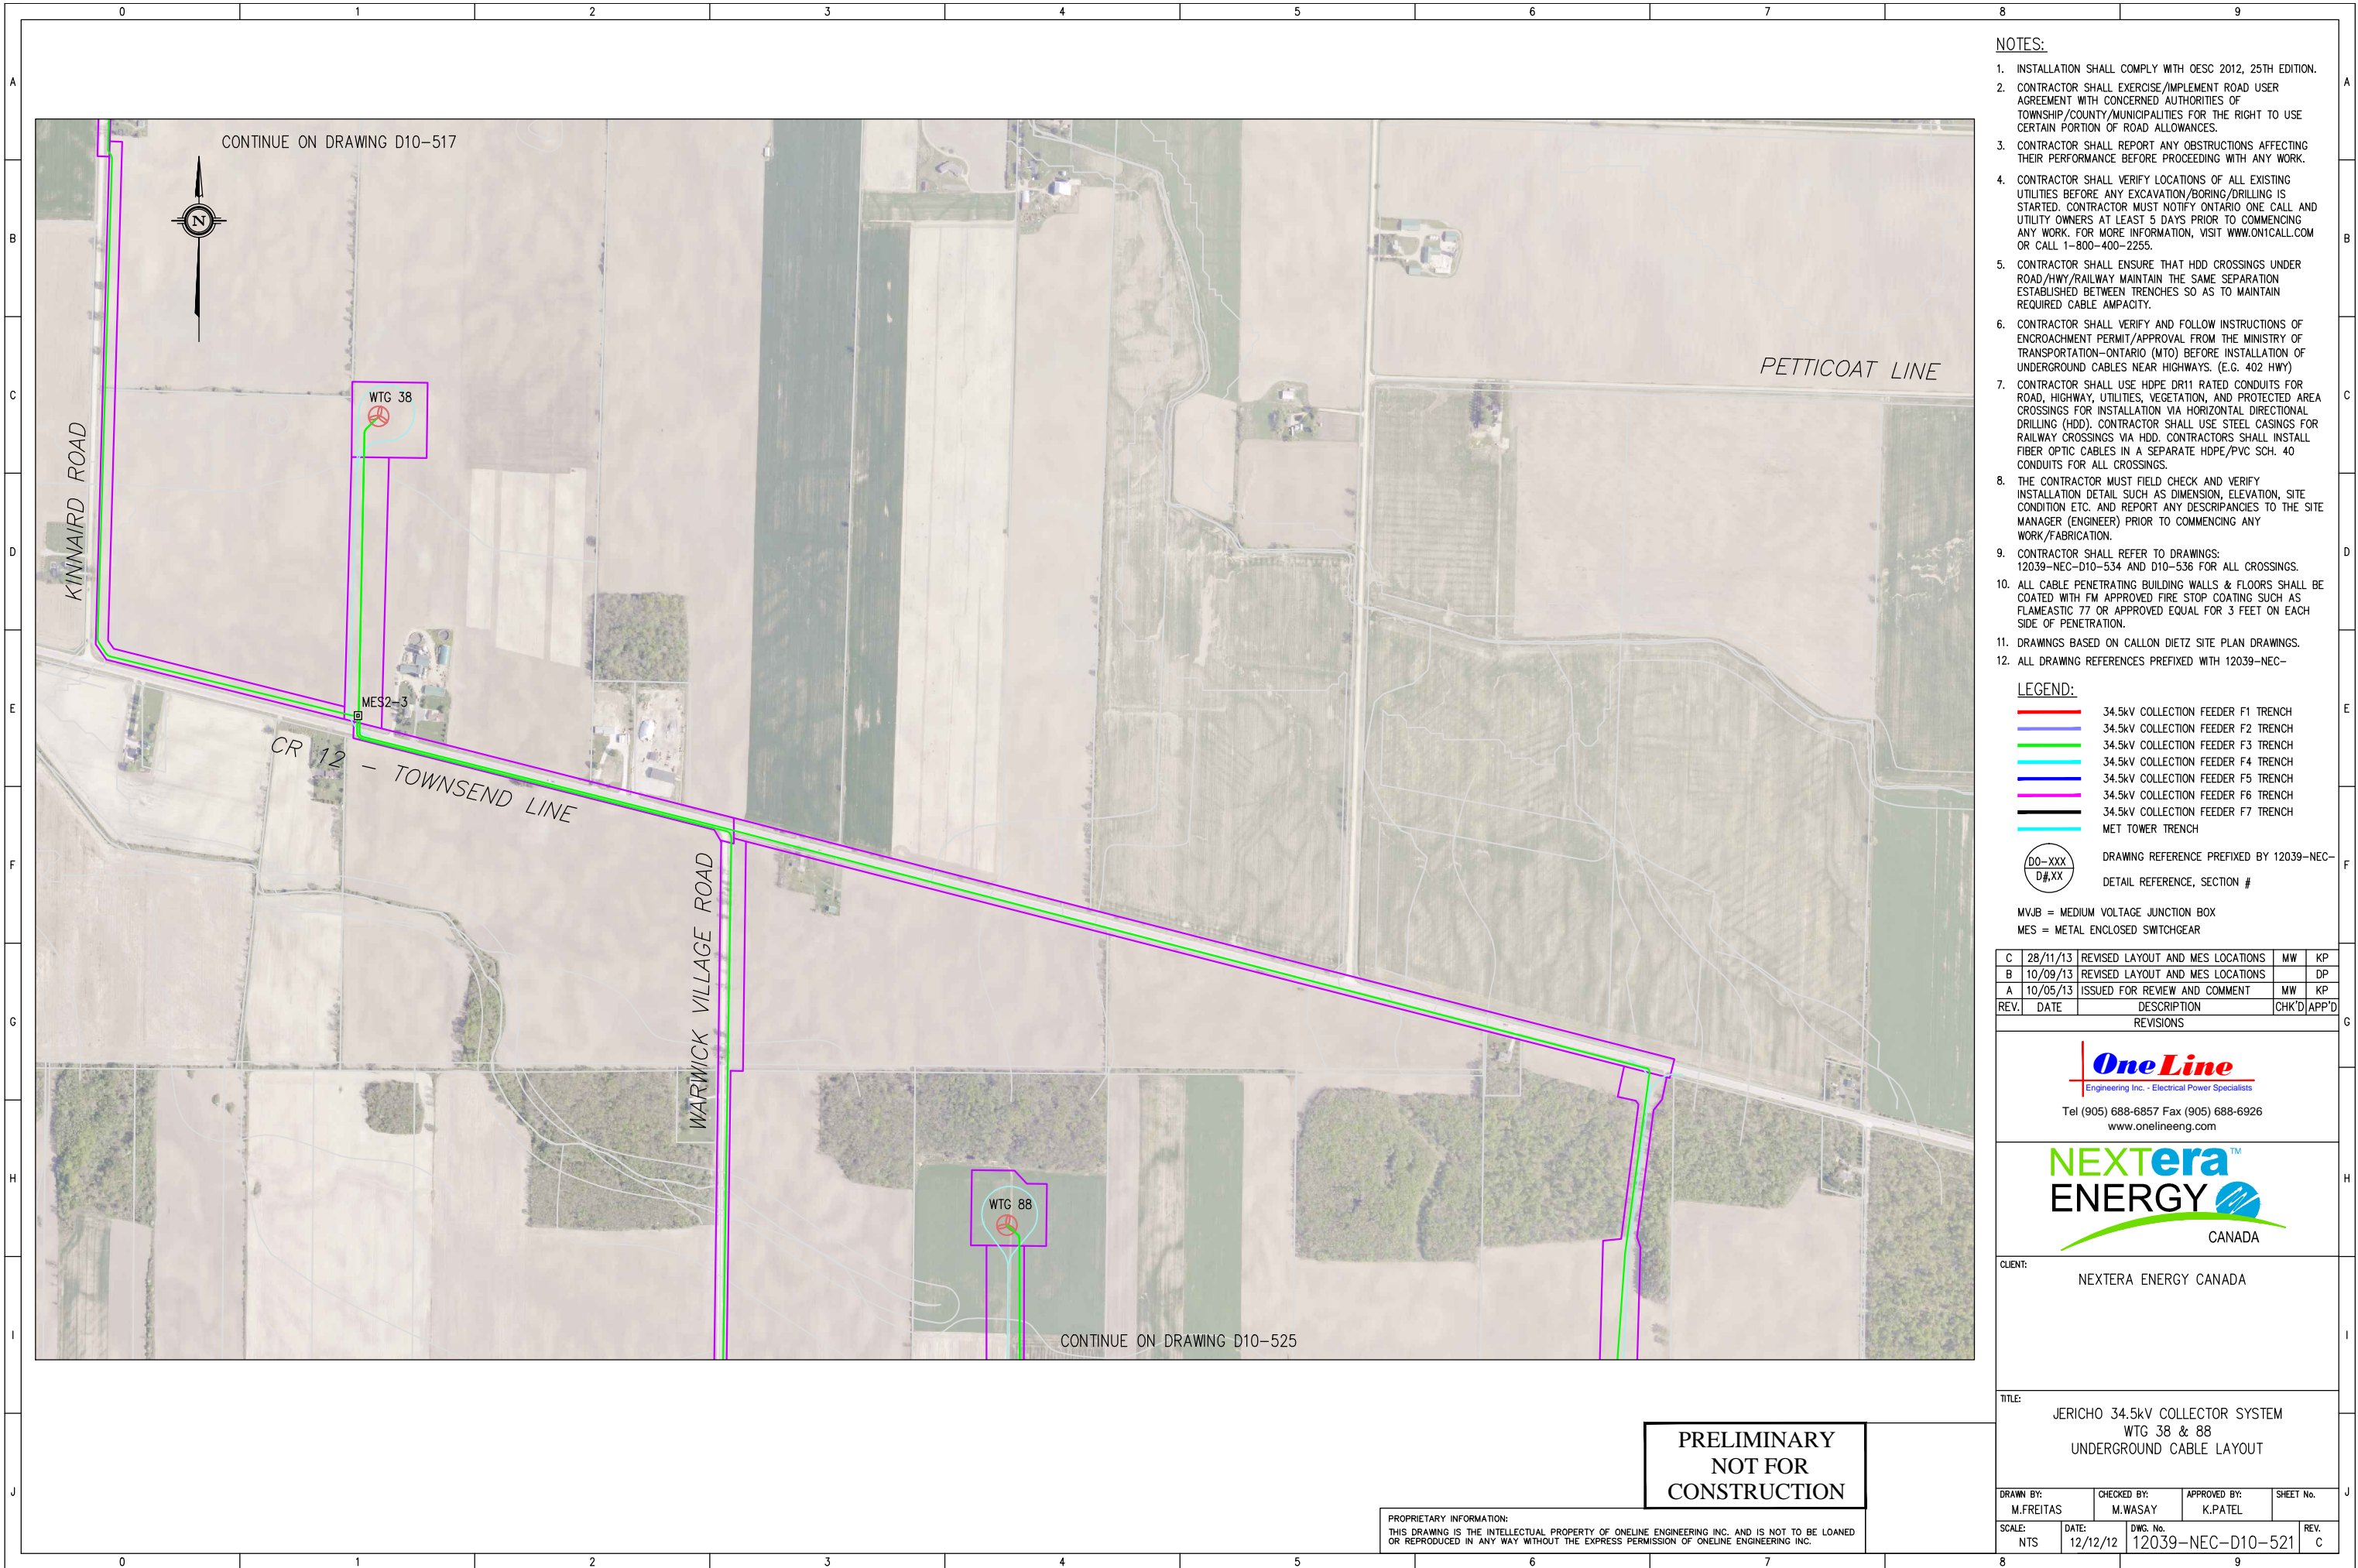 0 1 2 3 4 5 6 7 8 9
A
B
C
D
E
F
G
H
I
J
CONTINUE ON DRAWING D10-517
N
KINNAIRD ROAD
WTG 38
PETTICOAT LINE
MES2-3
CR 12 - TOWNSEND LINE
WARWICK VILLAGE ROAD
WTG 88
CONTINUE ON DRAWING D10-525
NOTES:
1. INSTALLATION SHALL COMPLY WITH OESC 2012, 25TH EDITION.
2. CONTRACTOR SHALL EXERCISE/IMPLEMENT ROAD USER
AGREEMENT WITH CONCERNED AUTHORITIES OF
TOWNSHIP/COUNTY/MUNICIPALITIES FOR THE RIGHT TO USE
CERTAIN PORTION OF ROAD ALLOWANCES.
3. CONTRACTOR SHALL REPORT ANY OBSTRUCTIONS AFFECTING
THEIR PERFORMANCE BEFORE PROCEEDING WITH ANY WORK.
4. CONTRACTOR SHALL VERIFY LOCATIONS OF ALL EXISTING
UTILITIES BEFORE ANY EXCAVATION/BORING/DRILLING IS
STARTED. CONTRACTOR MUST NOTIFY ONTARIO ONE CALL AND
UTILITY OWNERS AT LEAST 5 DAYS PRIOR TO COMMENCING
ANY WORK. FOR MORE INFORMATION, VISIT WWW.ON1CALL.COM
OR CALL 1-800-400-2255.
5. CONTRACTOR SHALL ENSURE THAT HDD CROSSINGS UNDER
ROAD/HWY/RAILWAY MAINTAIN THE SAME SEPARATION
ESTABLISHED BETWEEN TRENCHES SO AS TO MAINTAIN
REQUIRED CABLE AMPACITY.
6. CONTRACTOR SHALL VERIFY AND FOLLOW INSTRUCTIONS OF
ENCROACHMENT PERMIT/APPROVAL FROM THE MINISTRY OF
TRANSPORTATION-ONTARIO (MTO) BEFORE INSTALLATION OF
UNDERGROUND CABLES NEAR HIGHWAYS. (E.G. 402 HWY)
7. CONTRACTOR SHALL USE HDPE DR11 RATED CONDUITS FOR
ROAD, HIGHWAY, UTILITIES, VEGETATION, AND PROTECTED AREA
CROSSINGS FOR INSTALLATION VIA HORIZONTAL DIRECTIONAL
DRILLING (HDD). CONTRACTOR SHALL USE STEEL CASINGS FOR
RAILWAY CROSSINGS VIA HDD. CONTRACTORS SHALL INSTALL
FIBER OPTIC CABLES IN A SEPARATE HDPE/PVC SCH. 40
CONDUITS FOR ALL CROSSINGS.
8. THE CONTRACTOR MUST FIELD CHECK AND VERIFY
INSTALLATION DETAIL SUCH AS DIMENSION, ELEVATION, SITE
CONDITION ETC. AND REPORT ANY DESCRIPANCIES TO THE SITE
MANAGER (ENGINEER) PRIOR TO COMMENCING ANY
WORK/FABRICATION.
9. CONTRACTOR SHALL REFER TO DRAWINGS:
12039-NEC-D10-534 AND D10-536 FOR ALL CROSSINGS.
10. ALL CABLE PENETRATING BUILDING WALLS & FLOORS SHALL BE
COATED WITH FM APPROVED FIRE STOP COATING SUCH AS
FLAMEASTIC 77 OR APPROVED EQUAL FOR 3 FEET ON EACH
SIDE OF PENETRATION.
11. DRAWINGS BASED ON CALLON DIETZ SITE PLAN DRAWINGS.
12. ALL DRAWING REFERENCES PREFIXED WITH 12039-NEC-
LEGEND:
34.5kV COLLECTION FEEDER F1 TRENCH
34.5kV COLLECTION FEEDER F2 TRENCH
34.5kV COLLECTION FEEDER F3 TRENCH
34.5kV COLLECTION FEEDER F4 TRENCH
34.5kV COLLECTION FEEDER F5 TRENCH
34.5kV COLLECTION FEEDER F6 TRENCH
34.5kV COLLECTION FEEDER F7 TRENCH
MET TOWER TRENCH
D0-XXX DRAWING REFERENCE PREFIXED BY 12039-NEC-
D#,XX DETAIL REFERENCE, SECTION #
MVJB = MEDIUM VOLTAGE JUNCTION BOX
MES = METAL ENCLOSED SWITCHGEAR
C 28/11/13 REVISED LAYOUT AND MES LOCATIONS MW KP
B 10/09/13 REVISED LAYOUT AND MES LOCATIONS DP
A 10/05/13 ISSUED FOR REVIEW AND COMMENT MW KP
REV. DATE DESCRIPTION CHK'D APP'D
REVISIONS
OneLine
Engineering Inc. - Electrical Power Specialists
Tel (905) 688-6857 Fax (905) 688-6926
www.onelineeng.com
NEXTera™
ENERGY
CANADA
CLIENT:
NEXTERA ENERGY CANADA
TITLE:
JERICHO 34.5kV COLLECTOR SYSTEM
WTG 38 & 88
UNDERGROUND CABLE LAYOUT
DRAWN BY: CHECKED BY: APPROVED BY: SHEET No.
M.FREITAS M.WASAY K.PATEL
SCALE: DATE: DWG. No. REV.
NTS 12/12/12 12039-NEC-D10-521 C
PRELIMINARY
NOT FOR
CONSTRUCTION
PROPRIETARY INFORMATION:
THIS DRAWING IS THE INTELLECTUAL PROPERTY OF ONELINE ENGINEERING INC. AND IS NOT TO BE LOANED
OR REPRODUCED IN ANY WAY WITHOUT THE EXPRESS PERMISSION OF ONELINE ENGINEERING INC.
A
B
C
D
E
F
G
H
I
J
0 1 2 3 4 5 6 7 8 9